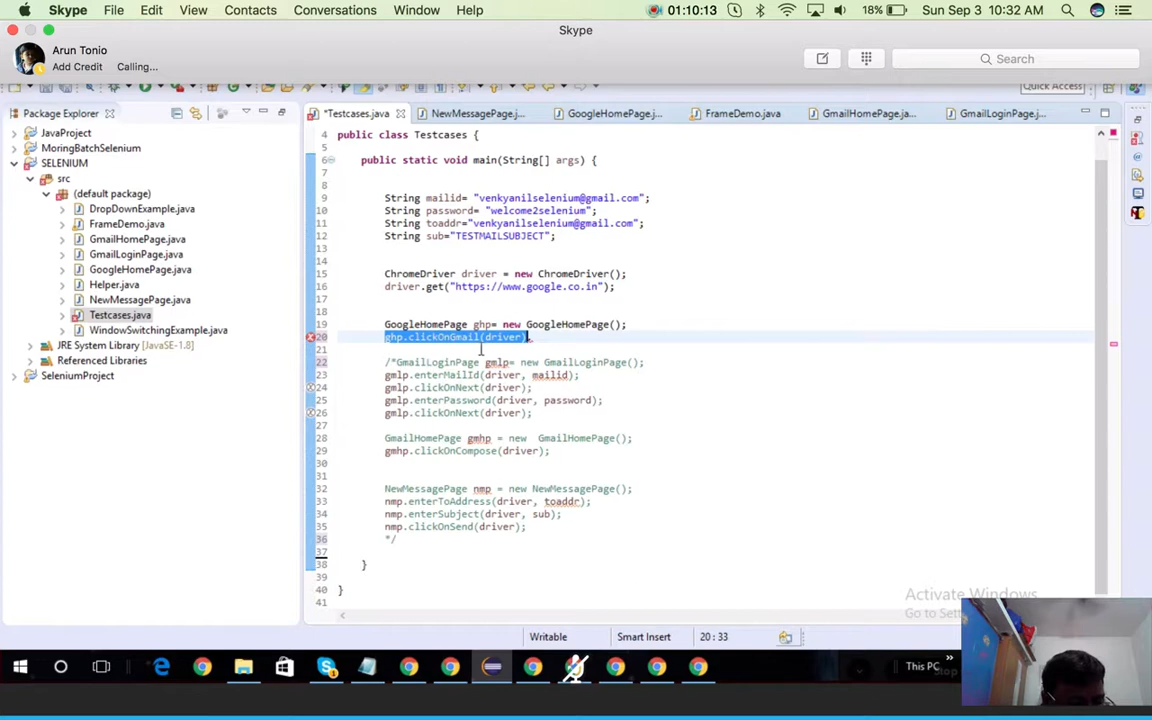 Skype File Edit View Contacts Conversations Window Help 01:10:13 18% Sun Sep 3 10:32 AM
Skype
Arun Tonio
Add Credit Calling...
Search
Quick Access
Package Explorer
*Testcases.java NewMessagePage.j... GoogleHomePage.j... FrameDemo.java GmailHomePage.ja... GmailLoginPage.j...
JavaProject
MoringBatchSelenium
SELENIUM
src
(default package)
DropDownExample.java
FrameDemo.java
GmailHomePage.java
GmailLoginPage.java
GoogleHomePage.java
Helper.java
NewMessagePage.java
Testcases.java
WindowSwitchingExample.java
JRE System Library [JavaSE-1.8]
Referenced Libraries
SeleniumProject
4 public class Testcases {
5
6 public static void main(String[] args) {
7
8
9 String mailid= "venkyanilselenium@gmail.com";
10 String password= "welcome2selenium";
11 String toaddr="venkyanilselenium@gmail.com";
12 String sub="TESTMAILSUBJECT";
13
14
15 ChromeDriver driver = new ChromeDriver();
16 driver.get("https://www.google.co.in");
17
18
19 GoogleHomePage ghp= new GoogleHomePage();
20 ghp.clickOnGmail(driver)
21
22 /*GmailLoginPage gmlp= new GmailLoginPage();
23 gmlp.enterMailId(driver, mailid);
24 gmlp.clickOnNext(driver);
25 gmlp.enterPassword(driver, password);
26 gmlp.clickOnNext(driver);
27
28 GmailHomePage gmhp = new GmailHomePage();
29 gmhp.clickOnCompose(driver);
30
31
32 NewMessagePage nmp = new NewMessagePage();
33 nmp.enterToAddress(driver, toaddr);
34 nmp.enterSubject(driver, sub);
35 nmp.clickOnSend(driver);
36 */
37
38 }
39
40 }
41
Activate Windows
Go to
Writable Smart Insert 20 : 33
This PC